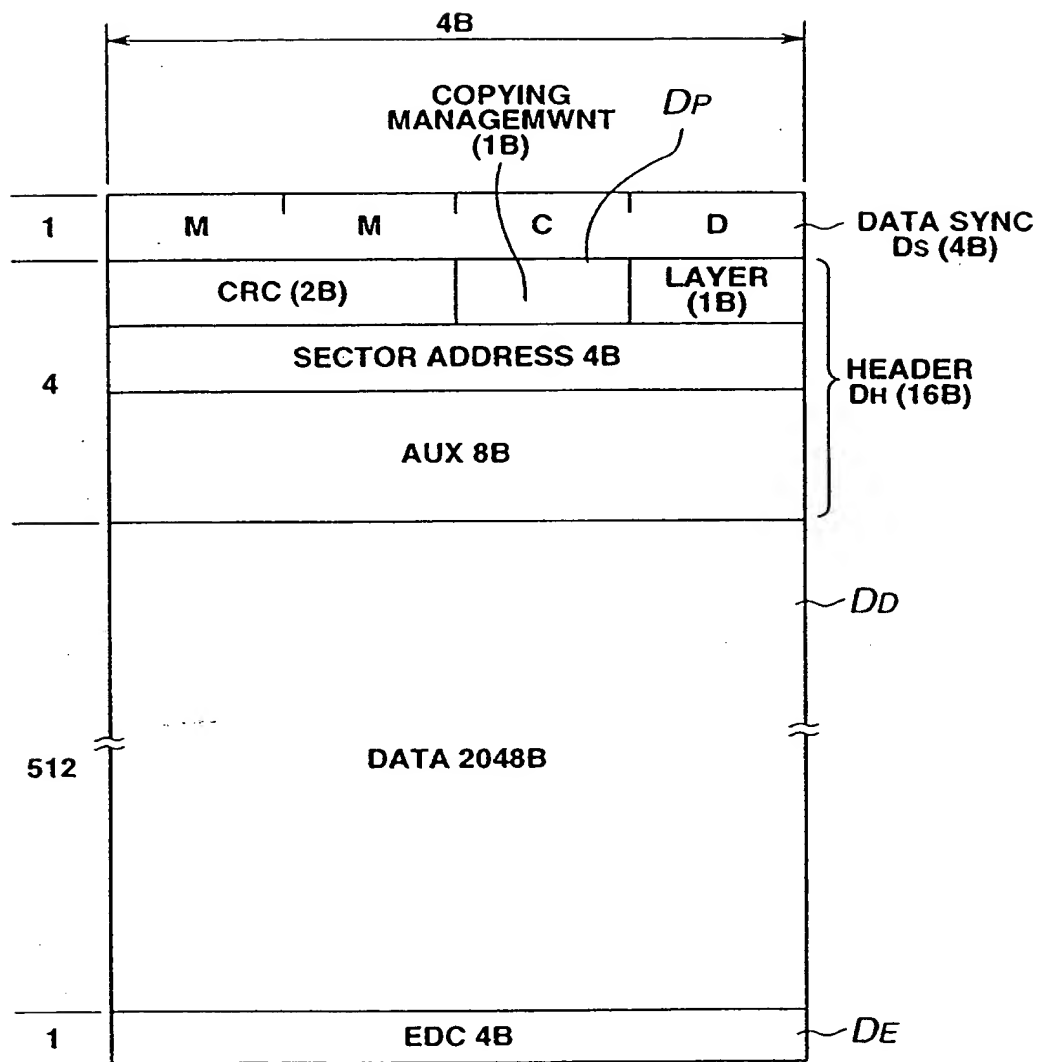 4B
COPYING
MANAGEMWNT
(1B)
DP
1
M M C D
DATA SYNC
DS (4B)
CRC (2B)
LAYER
(1B)
SECTOR ADDRESS 4B
4
HEADER
DH (16B)
AUX 8B
DD
512
DATA 2048B
1
EDC 4B
DE